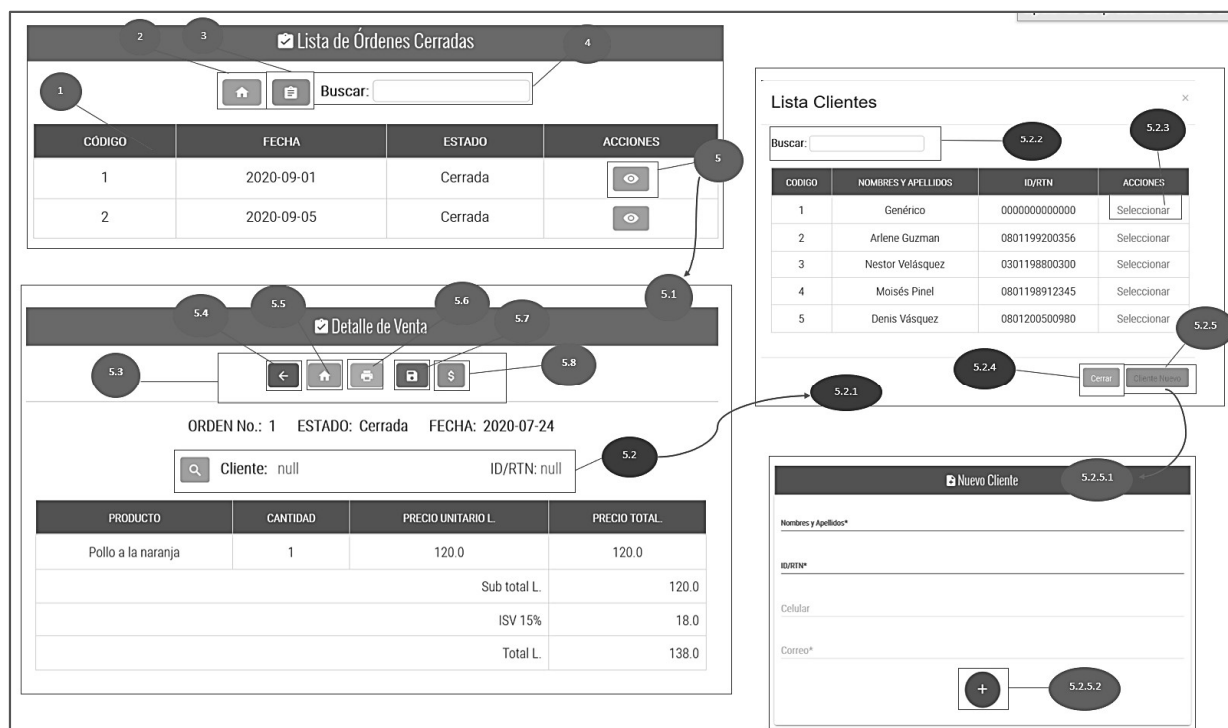 2
3
Lista de Órdenes Cerradas
4
1
Buscar:
CÓDIGO FECHA ESTADO ACCIONES
1 2020-09-01 Cerrada
5
2 2020-09-05 Cerrada
5.1
5.4
5.5
5.6
5.7
Detalle de Venta
5.3
$
5.8
ORDEN No.: 1 ESTADO: Cerrada FECHA: 2020-07-24
Cliente: null ID/RTN: null
5.2
PRODUCTO CANTIDAD PRECIO UNITARIO L. PRECIO TOTAL.
Pollo a la naranja 1 120.0 120.0
Sub total L. 120.0
ISV 15% 18.0
Total L. 138.0
Lista Clientes ×
5.2.3
Buscar:
5.2.2
CODIGO NOMBRES Y APELLIDOS ID/RTN ACCIONES
1 Genérico 0000000000000 Seleccionar
2 Arlene Guzman 0801199200356 Seleccionar
3 Nestor Velásquez 0301198800300 Seleccionar
4 Moisés Pinel 0801198912345 Seleccionar
5 Denis Vásquez 0801200500980 Seleccionar
5.2.5
5.2.4
Cerrar Cliente Nuevo
5.2.1
Nuevo Cliente
5.2.5.1
Nombres y Apellidos*
ID/RTN*
Celular
Correo*
+
5.2.5.2